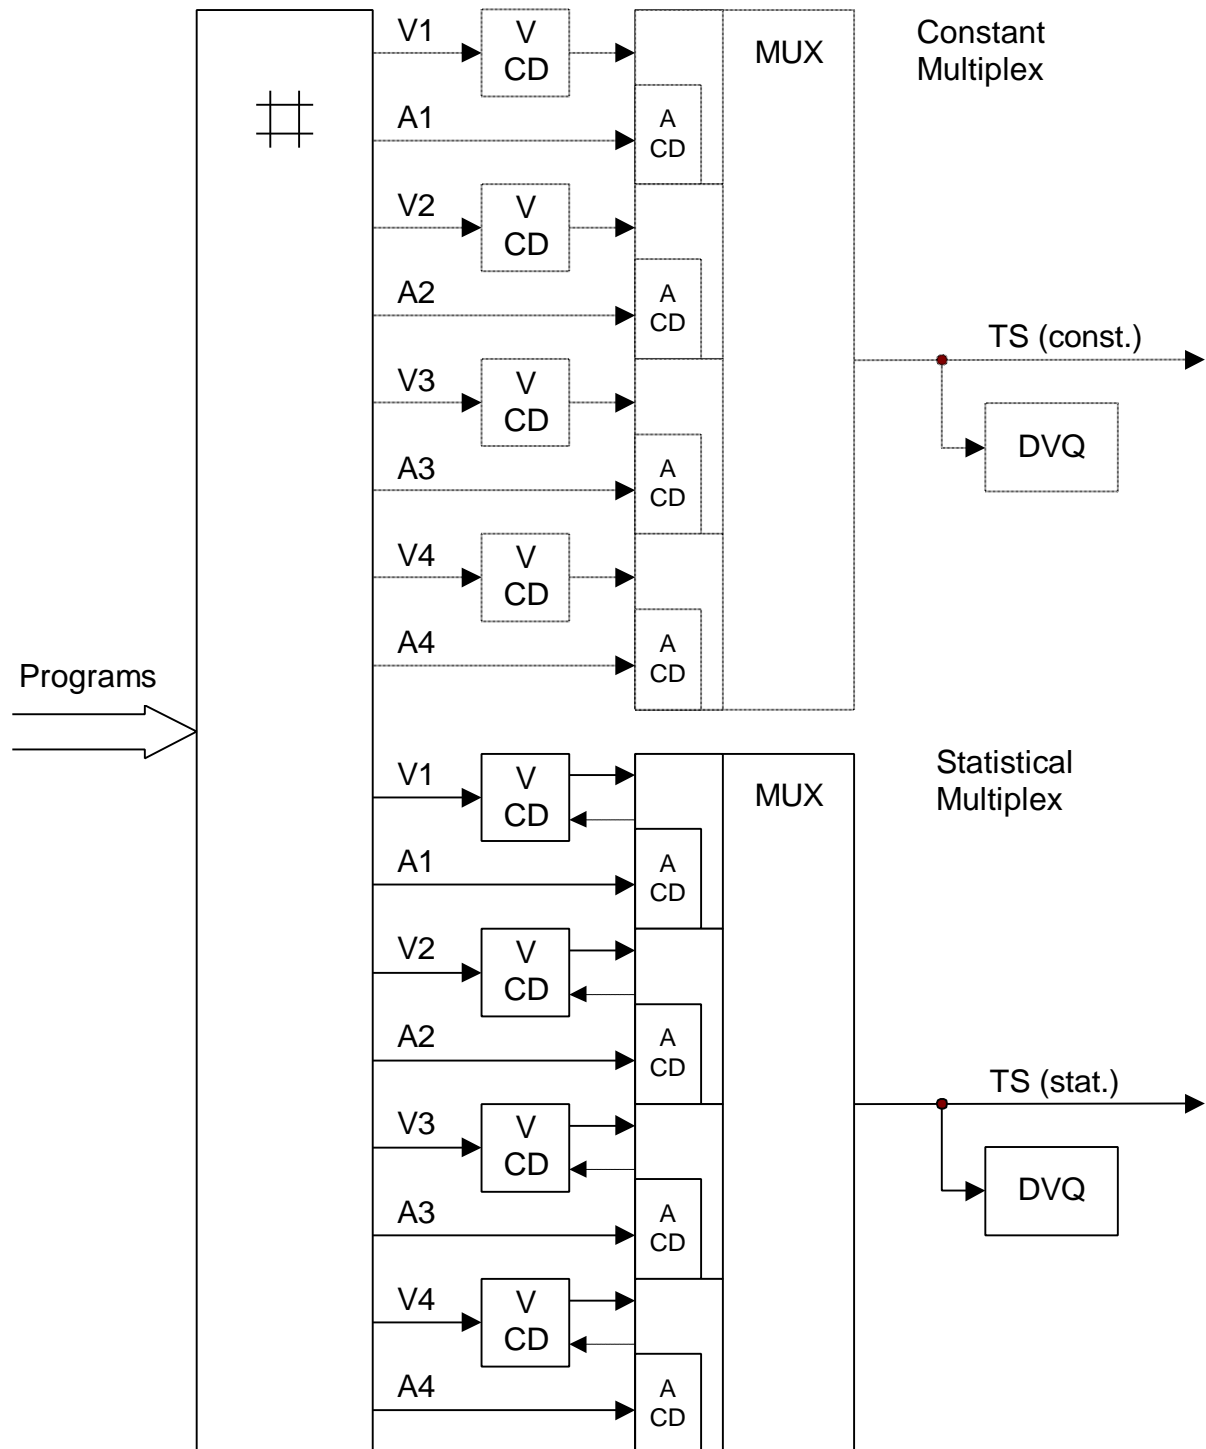 V1
V
CD
MUX
Constant
Multiplex
A1
A
CD
V2
V
CD
A2
A
CD
TS (const.)
V3
V
CD
DVQ
A3
A
CD
V4
V
CD
A4
A
CD
Programs
V1
V
CD
MUX
Statistical
Multiplex
A1
A
CD
V2
V
CD
A2
A
CD
TS (stat.)
V3
V
CD
DVQ
A3
A
CD
V4
V
CD
A4
A
CD